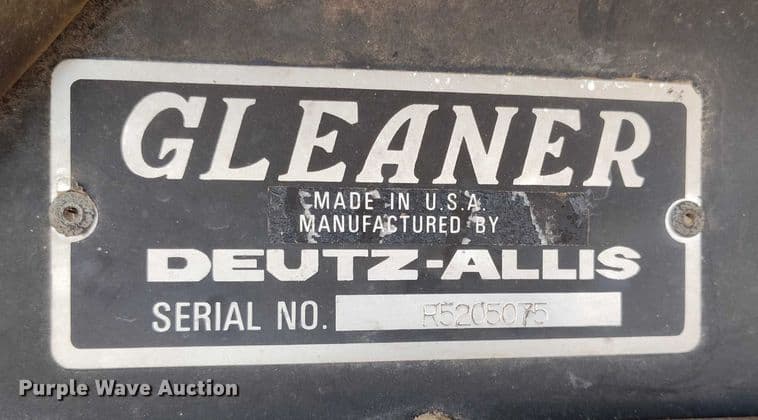 GLEANER
MADE IN U.S.A.
MANUFACTURED BY
DEUTZ-ALLIS
SERIAL NO. R5205075
Purple Wave Auction